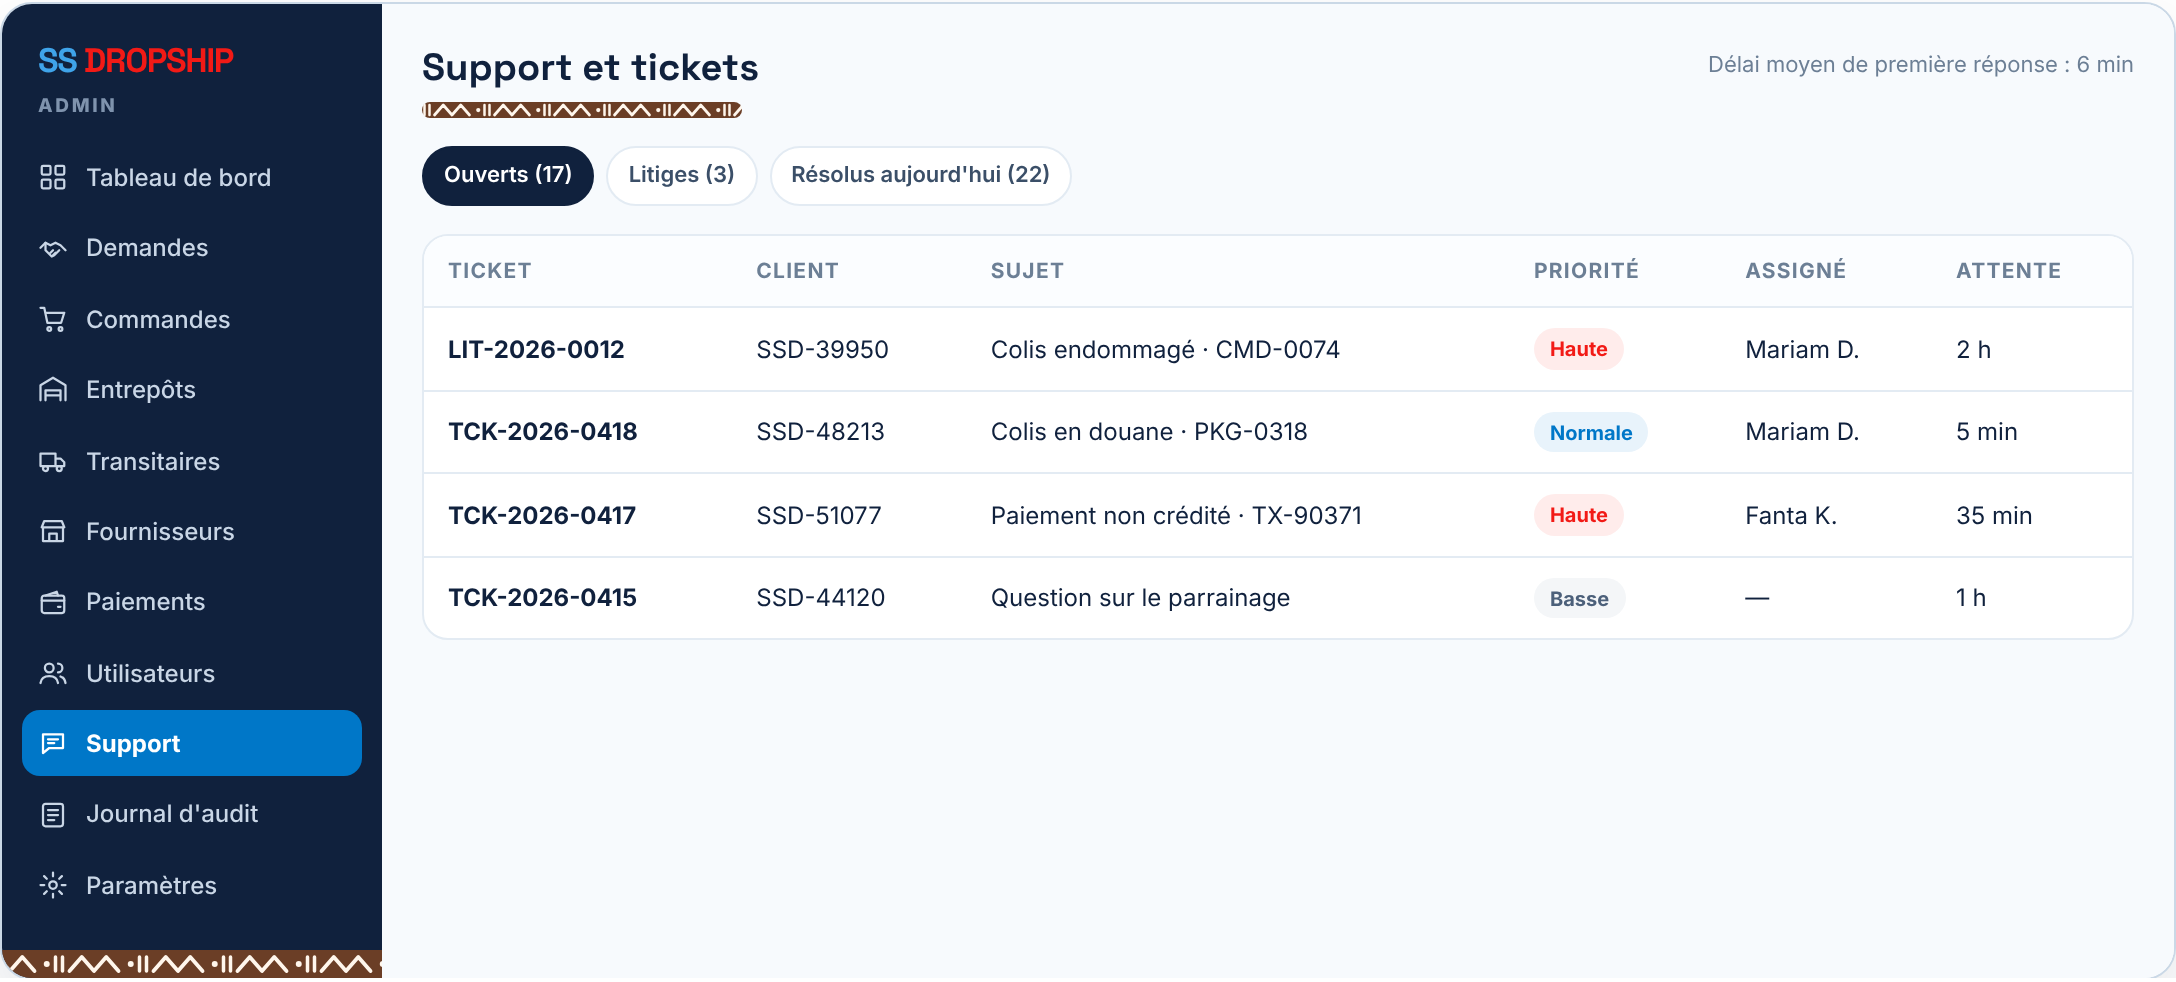 SS DROPSHIP
ADMIN
Tableau de bord
Demandes
Commandes
Entrepôts
Transitaires
Fournisseurs
Paiements
Utilisateurs
Support
Journal d'audit
Paramètres
Support et tickets
Délai moyen de première réponse : 6 min
Ouverts (17) Litiges (3) Résolus aujourd'hui (22)
TICKET CLIENT SUJET PRIORITÉ ASSIGNÉ ATTENTE
LIT-2026-0012 SSD-39950 Colis endommagé · CMD-0074 Haute Mariam D. 2 h
TCK-2026-0418 SSD-48213 Colis en douane · PKG-0318 Normale Mariam D. 5 min
TCK-2026-0417 SSD-51077 Paiement non crédité · TX-90371 Haute Fanta K. 35 min
TCK-2026-0415 SSD-44120 Question sur le parrainage Basse — 1 h